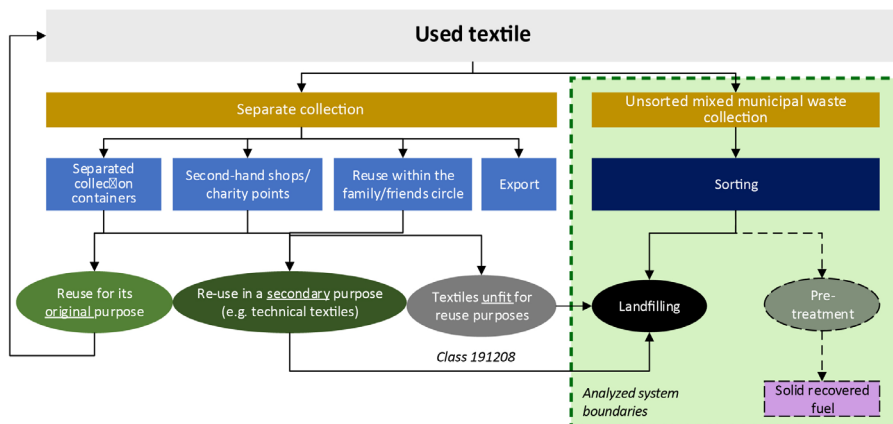 Used textile
Separate collection
Unsorted mixed municipal waste
collection
Separated
collec☒on
containers
Second-hand shops/
charity points
Reuse within the
family/friends circle
Export
Sorting
Reuse for its
original purpose
Re-use in a secondary purpose
(e.g. technical textiles)
Textiles unfit for
reuse purposes
Landfilling
Pre-
treatment
Class 191208
Analyzed system
boundaries
Solid recovered
fuel